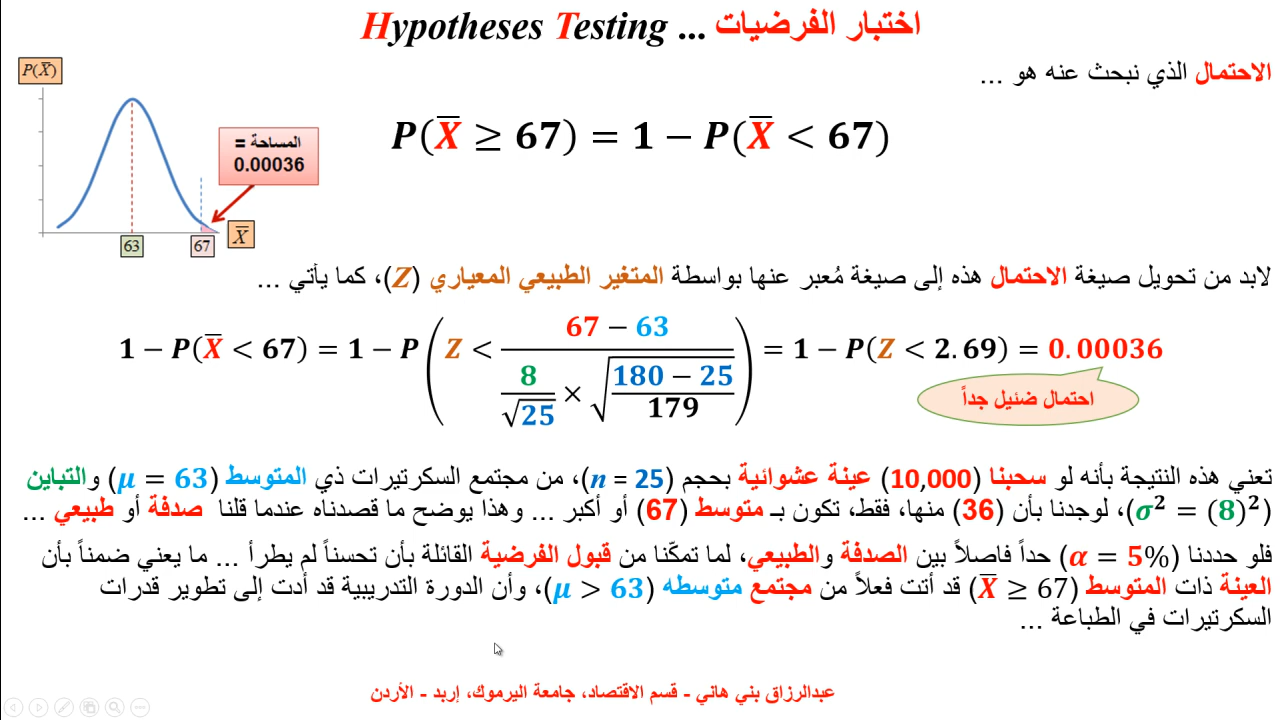 اختبار الفرضيات ... Hypotheses Testing
الاحتمال الذي نبحث عنه هو ...
P(X̅)
P(X̅ ≥ 67) = 1 − P(X̅ < 67)
المساحة =
0.00036
63
67
X̅
لابد من تحويل صيغة الاحتمال هذه إلى صيغة مُعبر عنها بواسطة المتغير الطبيعي المعياري (Z)، كما يأتي ...
1 − P(X̅ < 67) = 1 − P(Z < (67 − 63) / ((8/√25) × √((180 − 25)/179))) = 1 − P(Z < 2.69) = 0.00036
احتمال ضئيل جداً
تعني هذه النتيجة بأنه لو سحبنا (10,000) عينة عشوائية بحجم (n = 25)، من مجتمع السكرتيرات ذي المتوسط (μ = 63) والتباين
(σ² = (8)²)، لوجدنا بأن (36) منها، فقط، تكون بـ متوسط (67) أو أكبر ... وهذا يوضح ما قصدناه عندما قلنا صدفة أو طبيعي ...
فلو حددنا (α = 5%) حداً فاصلاً بين الصدفة والطبيعي، لما تمكّنا من قبول الفرضية القائلة بأن تحسناً لم يطرأ ... ما يعني ضمناً بأن
العينة ذات المتوسط (X̅ ≥ 67) قد أتت فعلاً من مجتمع متوسطه (μ > 63)، وأن الدورة التدريبية قد أدت إلى تطوير قدرات
السكرتيرات في الطباعة ...
عبدالرزاق بني هاني - قسم الاقتصاد، جامعة اليرموك، إربد - الأردن